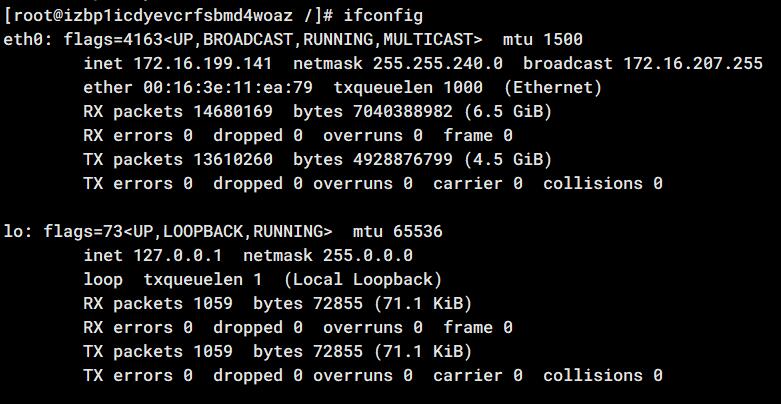 [root@izbp1icdyevcrfsbmd4woaz /]# ifconfig
eth0: flags=4163<UP,BROADCAST,RUNNING,MULTICAST>  mtu 1500
        inet 172.16.199.141  netmask 255.255.240.0  broadcast 172.16.207.255
        ether 00:16:3e:11:ea:79  txqueuelen 1000  (Ethernet)
        RX packets 14680169  bytes 7040388982 (6.5 GiB)
        RX errors 0  dropped 0  overruns 0  frame 0
        TX packets 13610260  bytes 4928876799 (4.5 GiB)
        TX errors 0  dropped 0 overruns 0  carrier 0  collisions 0

lo: flags=73<UP,LOOPBACK,RUNNING>  mtu 65536
        inet 127.0.0.1  netmask 255.0.0.0
        loop  txqueuelen 1  (Local Loopback)
        RX packets 1059  bytes 72855 (71.1 KiB)
        RX errors 0  dropped 0  overruns 0  frame 0
        TX packets 1059  bytes 72855 (71.1 KiB)
        TX errors 0  dropped 0 overruns 0  carrier 0  collisions 0